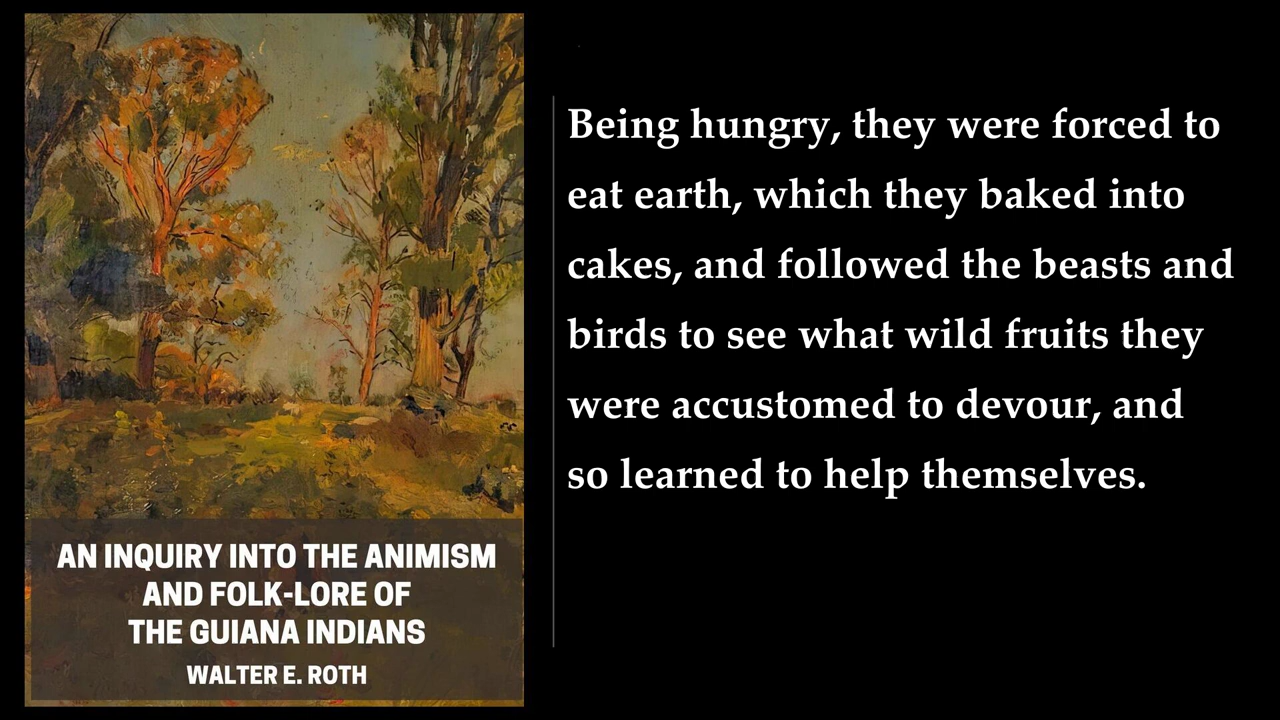 Being hungry, they were forced to
eat earth, which they baked into
cakes, and followed the beasts and
birds to see what wild fruits they
were accustomed to devour, and
so learned to help themselves.
AN INQUIRY INTO THE ANIMISM
AND FOLK-LORE OF
THE GUIANA INDIANS
WALTER E. ROTH